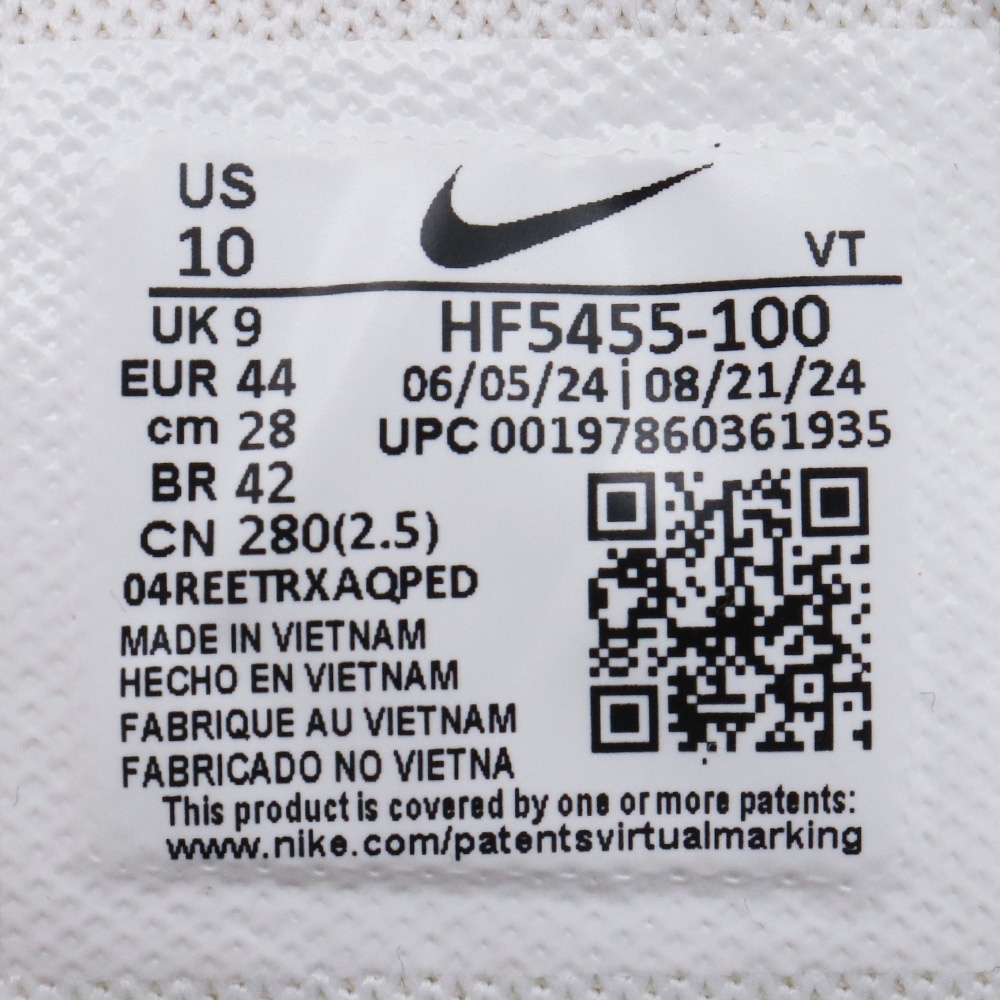 US
10
VT
UK 9
HF5455-100
EUR 44
06/05/24 | 08/21/24
cm 28
UPC 00197860361935
BR 42
CN 280(2.5)
04REETRXAQPED
MADE IN VIETNAM
HECHO EN VIETNAM
FABRIQUE AU VIETNAM
FABRICADO NO VIETNA
This product is covered by one or more patents:
www.nike.com/patentsvirtualmarking